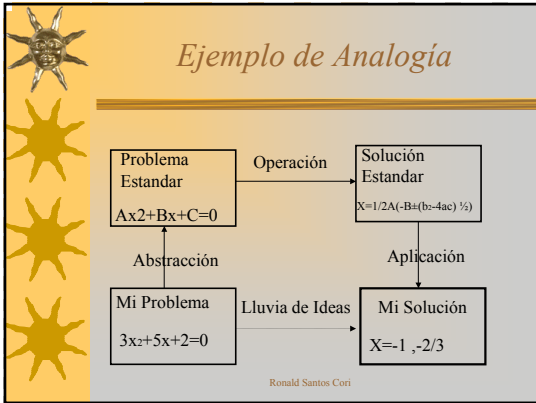 Ejemplo de Analogía
Problema
Estandar
Ax2+Bx+C=0
Operación
Solución
Estandar
X=1/2A(-B±(b2-4ac) ½)
Abstracción
Aplicación
Mi Problema
3x2+5x+2=0
Lluvia de Ideas
Mi Solución
X=-1 ,-2/3
Ronald Santos Cori